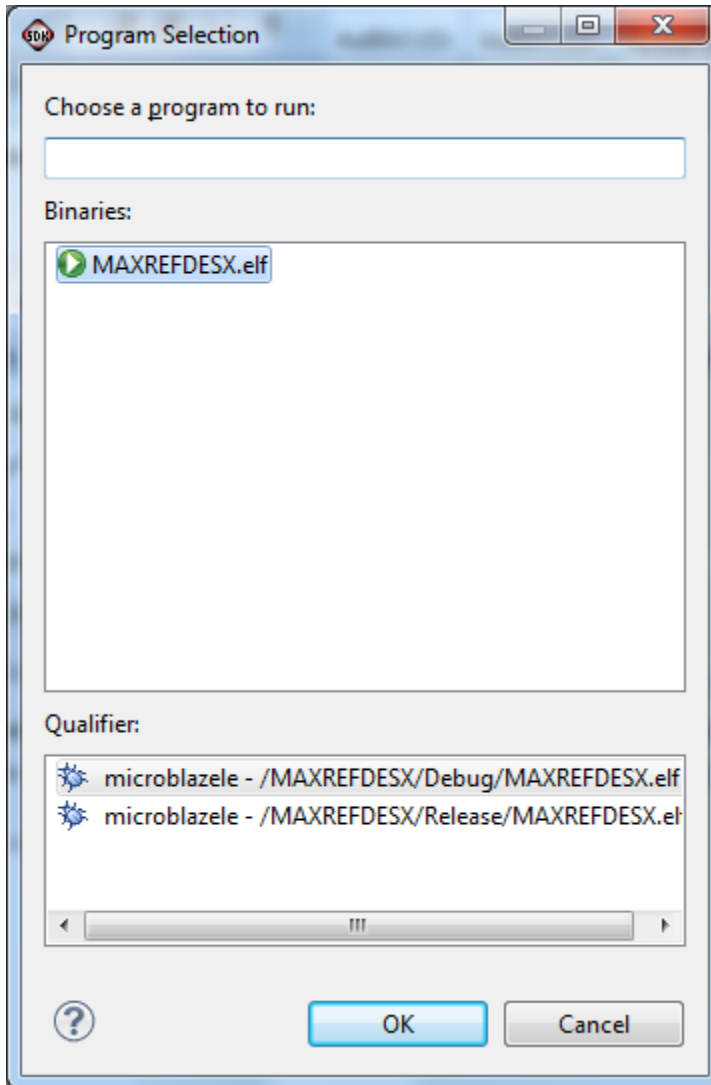 SDK Program Selection
Choose a program to run:
Binaries:
MAXREFDESX.elf
Qualifier:
microblazele - /MAXREFDESX/Debug/MAXREFDESX.elf
microblazele - /MAXREFDESX/Release/MAXREFDESX.el
?
OK Cancel